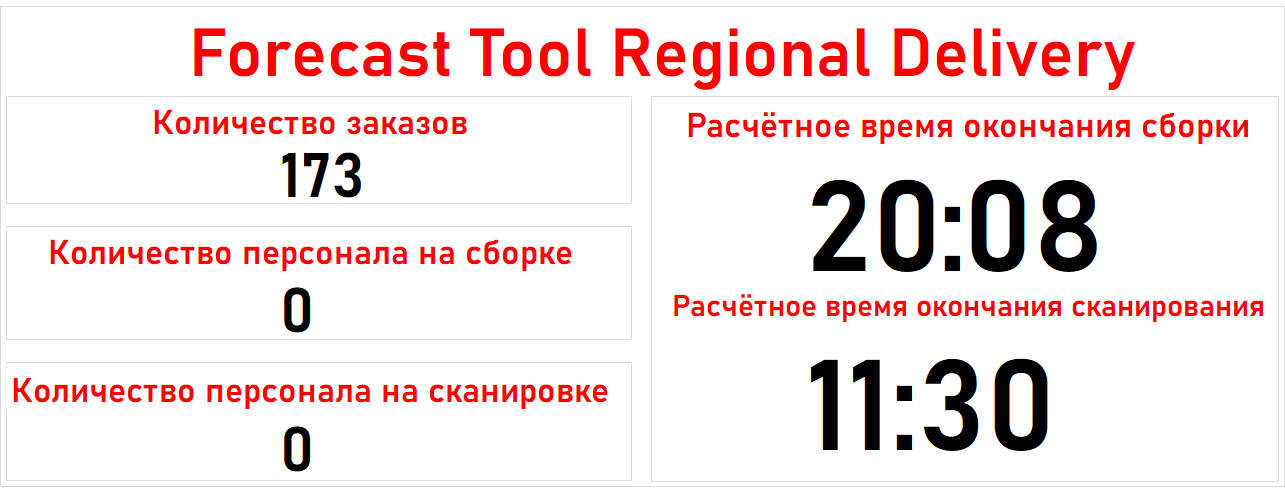 Forecast Tool Regional Delivery
Количество заказов
173
Количество персонала на сборке
0
Количество персонала на сканировке
0
Расчётное время окончания сборки
20:08
Расчётное время окончания сканирования
11:30